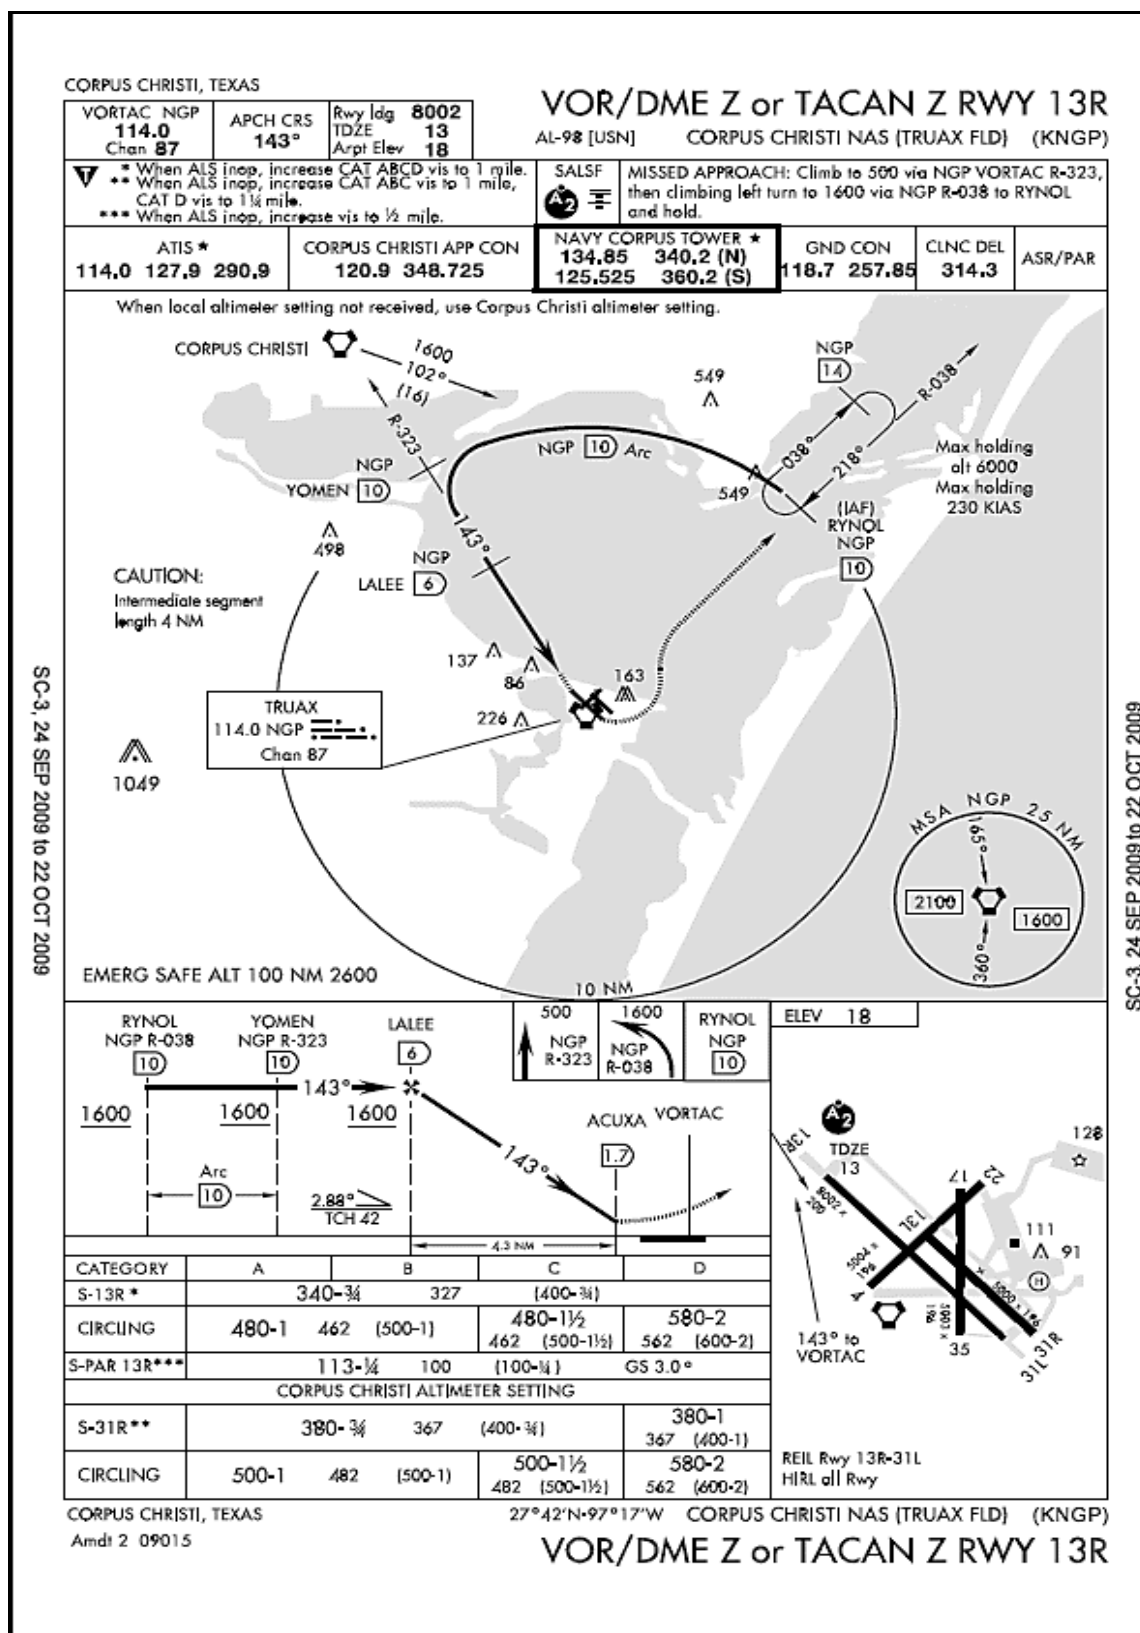 CORPUS CHRISTI, TEXAS
VOR/DME Z or TACAN Z RWY 13R
AL-98 [USN] CORPUS CHRISTI NAS (TRUAX FLD) (KNGP)
VORTAC NGP
114.0
Chan 87
APCH CRS
143°
Rwy ldg 8002
TDZE 13
Arpt Elev 18
T
* When ALS inop, increase CAT ABCD vis to 1 mile.
** When ALS inop, increase CAT ABC vis to 1 mile,
CAT D vis to 1¼ mile.
*** When ALS inop, increase vis to ½ mile.
SALSF
A2
MISSED APPROACH: Climb to 500 via NGP VORTAC R-323,
then climbing left turn to 1600 via NGP R-038 to RYNOL
and hold.
ATIS ★
114.0 127.9 290.9
CORPUS CHRISTI APP CON
120.9 348.725
NAVY CORPUS TOWER ★
134.85 340.2 (N)
125.525 360.2 (S)
GND CON
118.7 257.85
CLNC DEL
314.3
ASR/PAR
When local altimeter setting not received, use Corpus Christi altimeter setting.
CORPUS CHRISTI
1600
102°
(16)
R-323
NGP
YOMEN 10
NGP 10 Arc
549
549
NGP
14
R-038
038°
218°
Max holding
alt 6000
Max holding
230 KIAS
(IAF)
RYNOL
NGP
10
498
143°
NGP
LALEE 6
CAUTION:
Intermediate segment
length 4 NM
137
86
226
163
TRUAX
114.0 NGP
Chan 87
1049
MSA NGP 25 NM
165°
2100
1600
360°
EMERG SAFE ALT 100 NM 2600
10 NM
SC-3, 24 SEP 2009 to 22 OCT 2009
SC-3, 24 SEP 2009 to 22 OCT 2009
RYNOL
NGP R-038
10
YOMEN
NGP R-323
10
LALEE
6
500
NGP
R-323
1600
NGP
R-038
RYNOL
NGP
10
1600
1600
143°
1600
Arc
10
2.88°
TCH 42
143°
ACUXA
1.7
VORTAC
4.3 NM
ELEV 18
A2
TDZE
13
13R
8002 x
200
13L
17
22
128
111
91
H
5004 x
196
4
5003 x
196
5000 x 196
35
31R
31L
143° to
VORTAC
REIL Rwy 13R-31L
HIRL all Rwy
CATEGORY A B C D
S-13R * 340-¾ 327 (400-¾)
CIRCLING 480-1 462 (500-1) 480-1½ 462 (500-1½) 580-2 562 (600-2)
S-PAR 13R*** 113-¼ 100 (100-¼) GS 3.0°
CORPUS CHRISTI ALTIMETER SETTING
S-31R** 380-¾ 367 (400-¾) 380-1 367 (400-1)
CIRCLING 500-1 482 (500-1) 500-1½ 482 (500-1½) 580-2 562 (600-2)
CORPUS CHRISTI, TEXAS
Amdt 2 09015
27°42'N-97°17'W CORPUS CHRISTI NAS (TRUAX FLD) (KNGP)
VOR/DME Z or TACAN Z RWY 13R